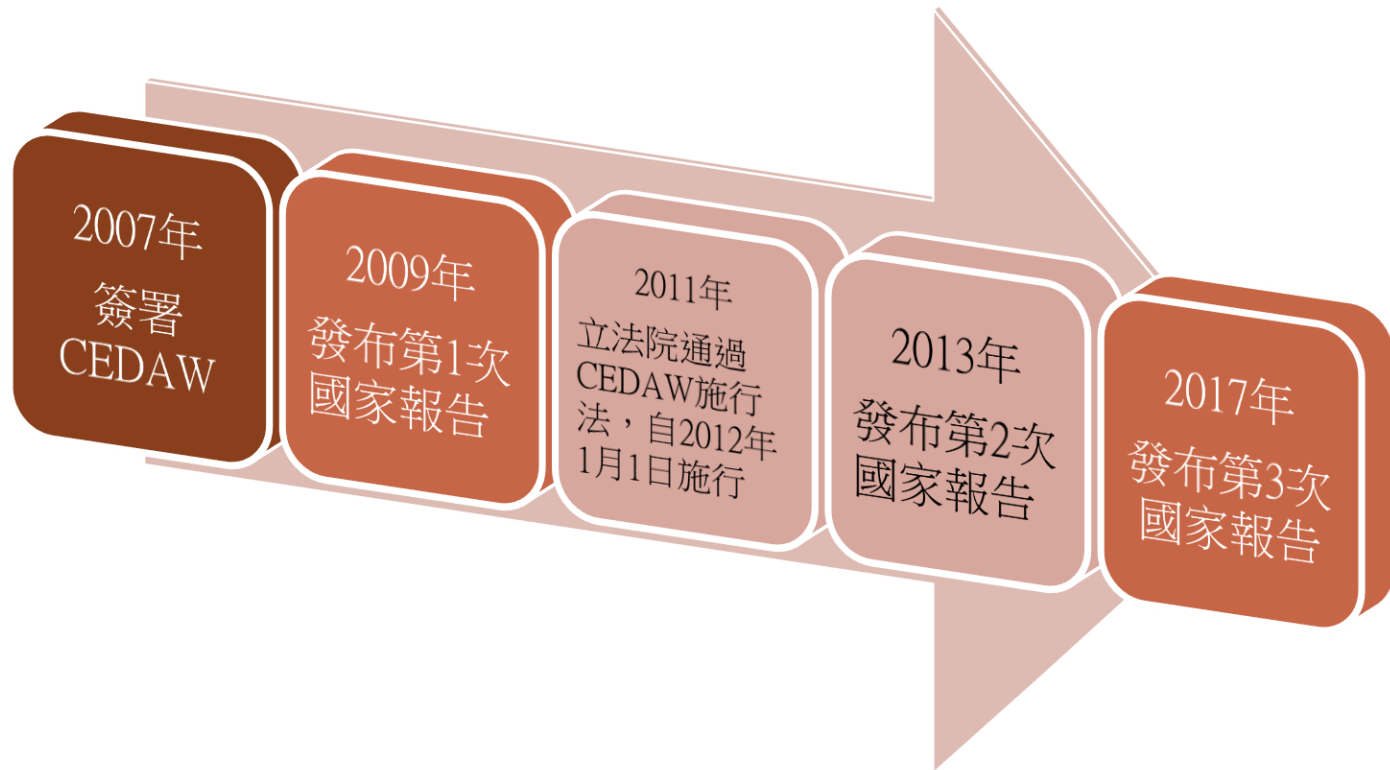 2007年
簽署
CEDAW
2009年
發布第1次
國家報告
2011年
立法院通過
CEDAW施行
法，自2012年
1月1日施行
2013年
發布第2次
國家報告
2017年
發布第3次
國家報告